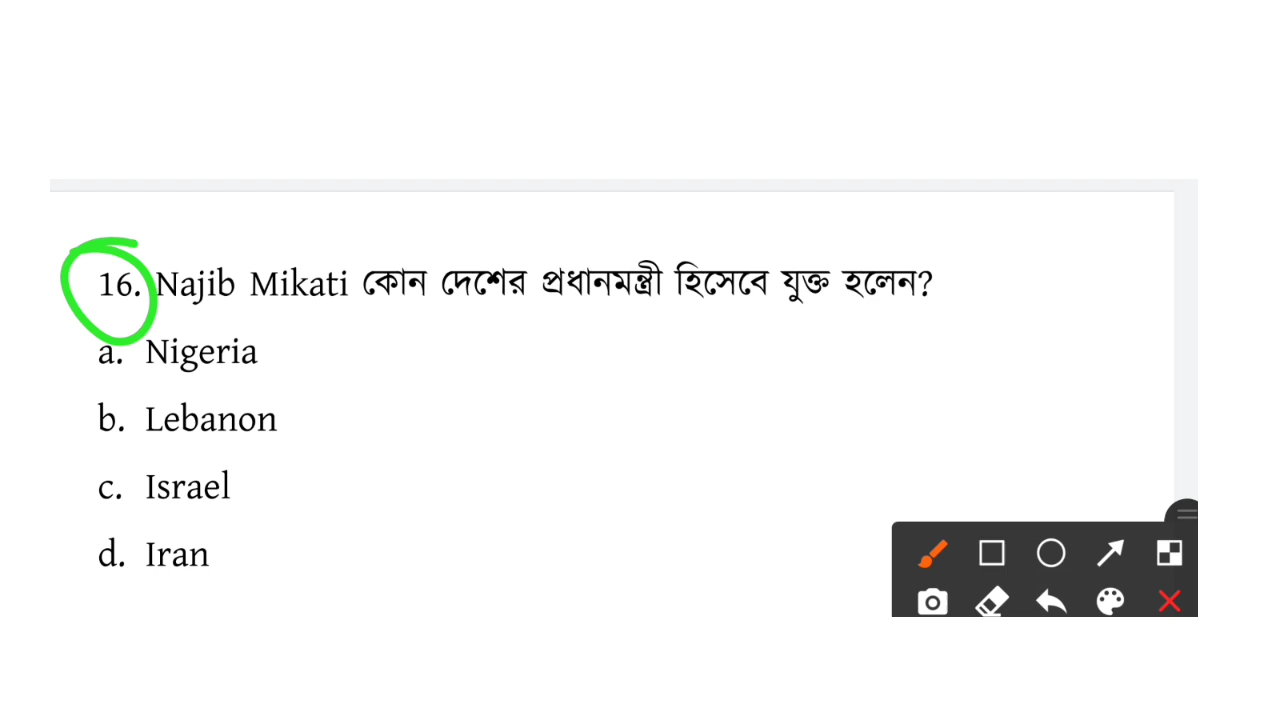 16. Najib Mikati কোন দেশের প্রধানমন্ত্রী হিসেবে যুক্ত হলেন?
a. Nigeria
b. Lebanon
c. Israel
d. Iran